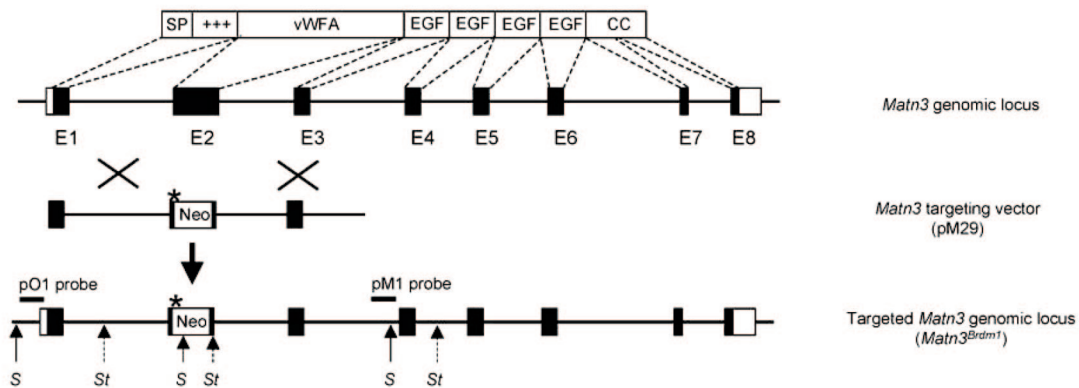 SP +++ vWFA EGF EGF EGF EGF CC
Matn3 genomic locus
E1 E2 E3 E4 E5 E6 E7 E8
*
Neo
Matn3 targeting vector
(pM29)
pO1 probe pM1 probe
*
Neo
Targeted Matn3 genomic locus
(Matn3Brdm1)
S St S St S St